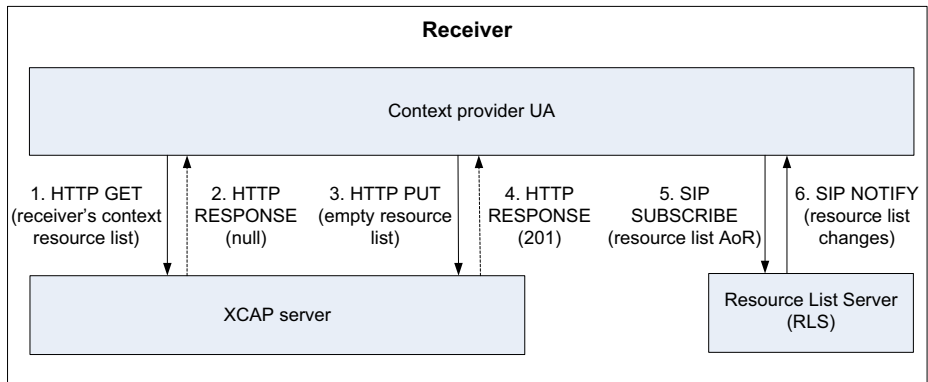 Receiver
Context provider UA
1. HTTP GET
(receiver's context
resource list)
2. HTTP
RESPONSE
(null)
3. HTTP PUT
(empty resource
list)
4. HTTP
RESPONSE
(201)
5. SIP
SUBSCRIBE
(resource list AoR)
6. SIP NOTIFY
(resource list
changes)
XCAP server
Resource List Server
(RLS)